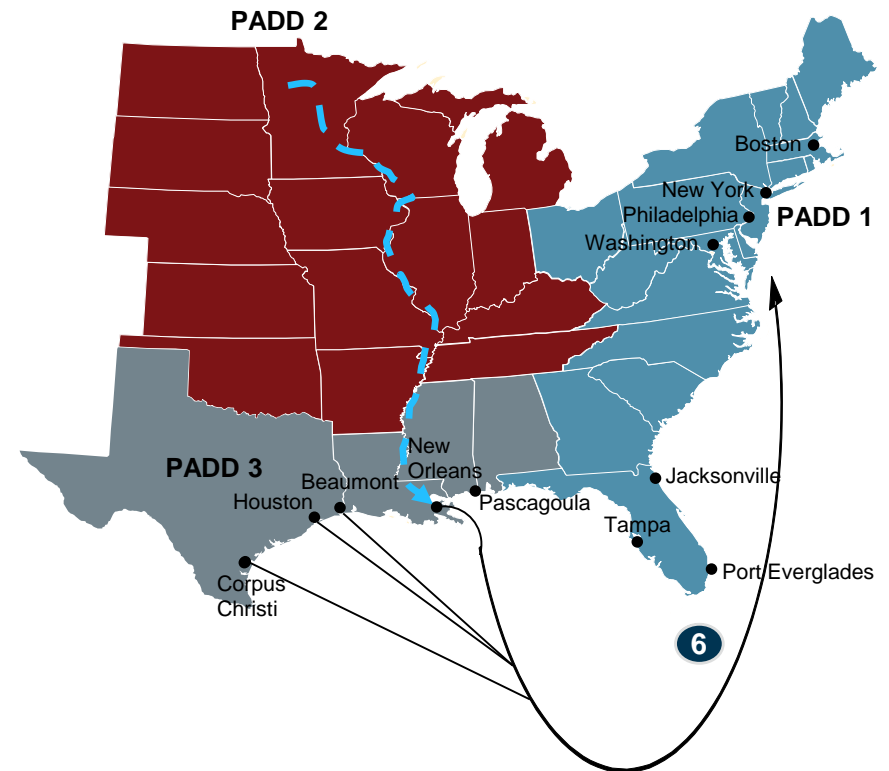 PADD 2
Boston
New York
Philadelphia
PADD 1
Washington
New
Orleans
PADD 3
Beaumont
Houston
Pascagoula
Jacksonville
Tampa
Port Everglades
Corpus
Christi
6